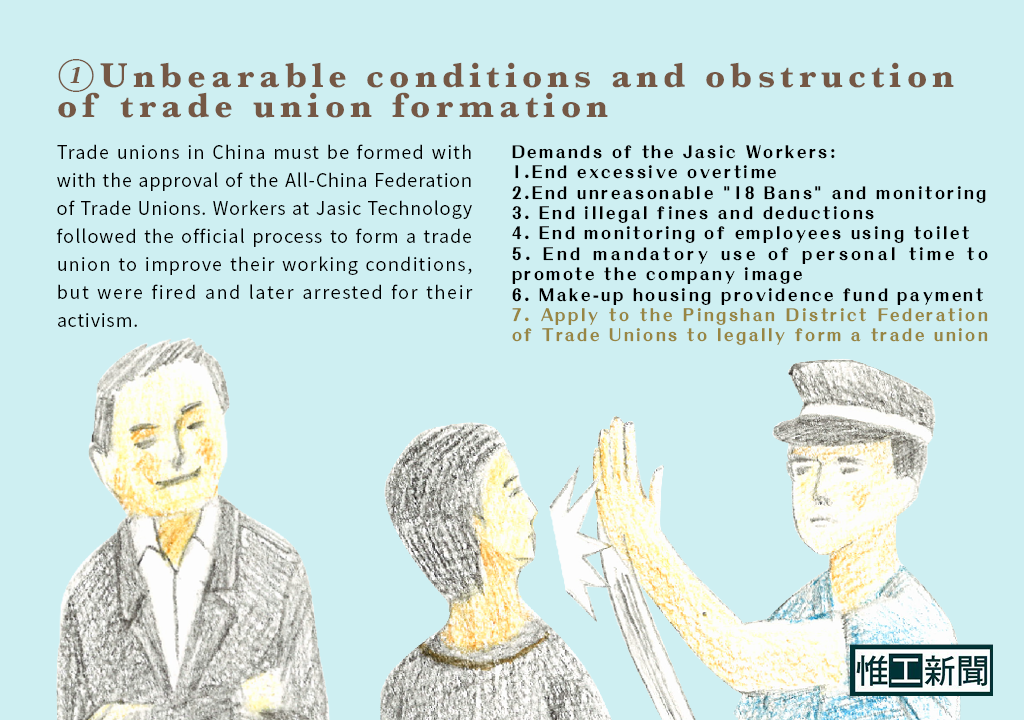 ①Unbearable conditions and obstruction
of trade union formation
Trade unions in China must be formed with
with the approval of the All-China Federation
of Trade Unions. Workers at Jasic Technology
followed the official process to form a trade
union to improve their working conditions,
but were fired and later arrested for their
activism.
Demands of the Jasic Workers:
1.End excessive overtime
2.End unreasonable "18 Bans" and monitoring
3. End illegal fines and deductions
4. End monitoring of employees using toilet
5. End mandatory use of personal time to
promote the company image
6. Make-up housing providence fund payment
7. Apply to the Pingshan District Federation
of Trade Unions to legally form a trade union
惟工新聞